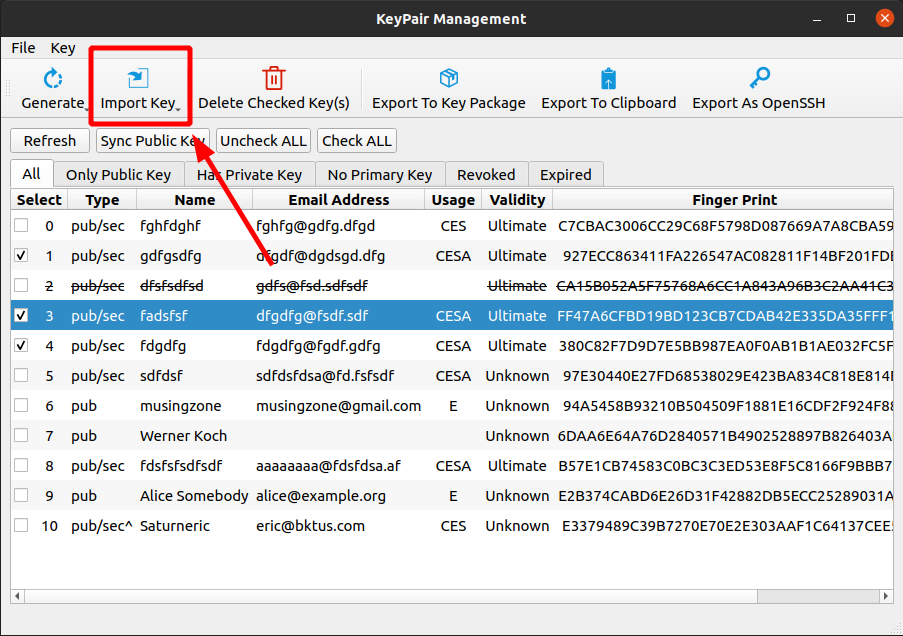 KeyPair Management
File Key
Generate Import Key Delete Checked Key(s) Export To Key Package Export To Clipboard Export As OpenSSH
Refresh Sync Public Key Uncheck ALL Check ALL
All Only Public Key Has Private Key No Primary Key Revoked Expired
Select Type Name Email Address Usage Validity Finger Print
0 pub/sec fghfdghf fghfg@gdfg.dfgd CES Ultimate C7CBAC3006CC29C68F5798D087669A7A8CBA59
1 pub/sec gdfgsdfg dfgdf@dgdsgd.dfg CESA Ultimate 927ECC863411FA226547AC082811F14BF201FDE
2 pub/sec dfsfsdfsd gdfs@fsd.sdfsdf Ultimate CA15B052A5F75768A6CC1A843A96B3C2AA41C3
3 pub/sec fadsfsf dfgdfg@fsdf.sdf CESA Ultimate FF47A6CFBD19BD123CB7CDAB42E335DA35FFF1
4 pub/sec fdgdfg fdgdfg@fgdf.gdfg CESA Ultimate 380C82F7D9D7E5BB987EA0F0AB1B1AE032FC5F
5 pub/sec sdfdsf sdfdsfdsa@fd.fsfsdf CESA Unknown 97E30440E27FD68538029E423BA834C818E814
6 pub musingzone musingzone@gmail.com E Unknown 94A5458B93210B504509F1881E16CDF2F924F88
7 pub Werner Koch Unknown 6DAA6E64A76D2840571B4902528897B826403A
8 pub/sec fdsfsfsdfsdf aaaaaaaa@fdsfdsa.af CESA Ultimate B57E1CB74583C0BC3C3ED53E8F5C8166F9BBB7
9 pub Alice Somebody alice@example.org E Unknown E2B374CABD6E26D31F42882DB5ECC25289031A
10 pub/sec^ Saturneric eric@bktus.com CES Unknown E3379489C39B7270E70E2E303AAF1C64137CEE